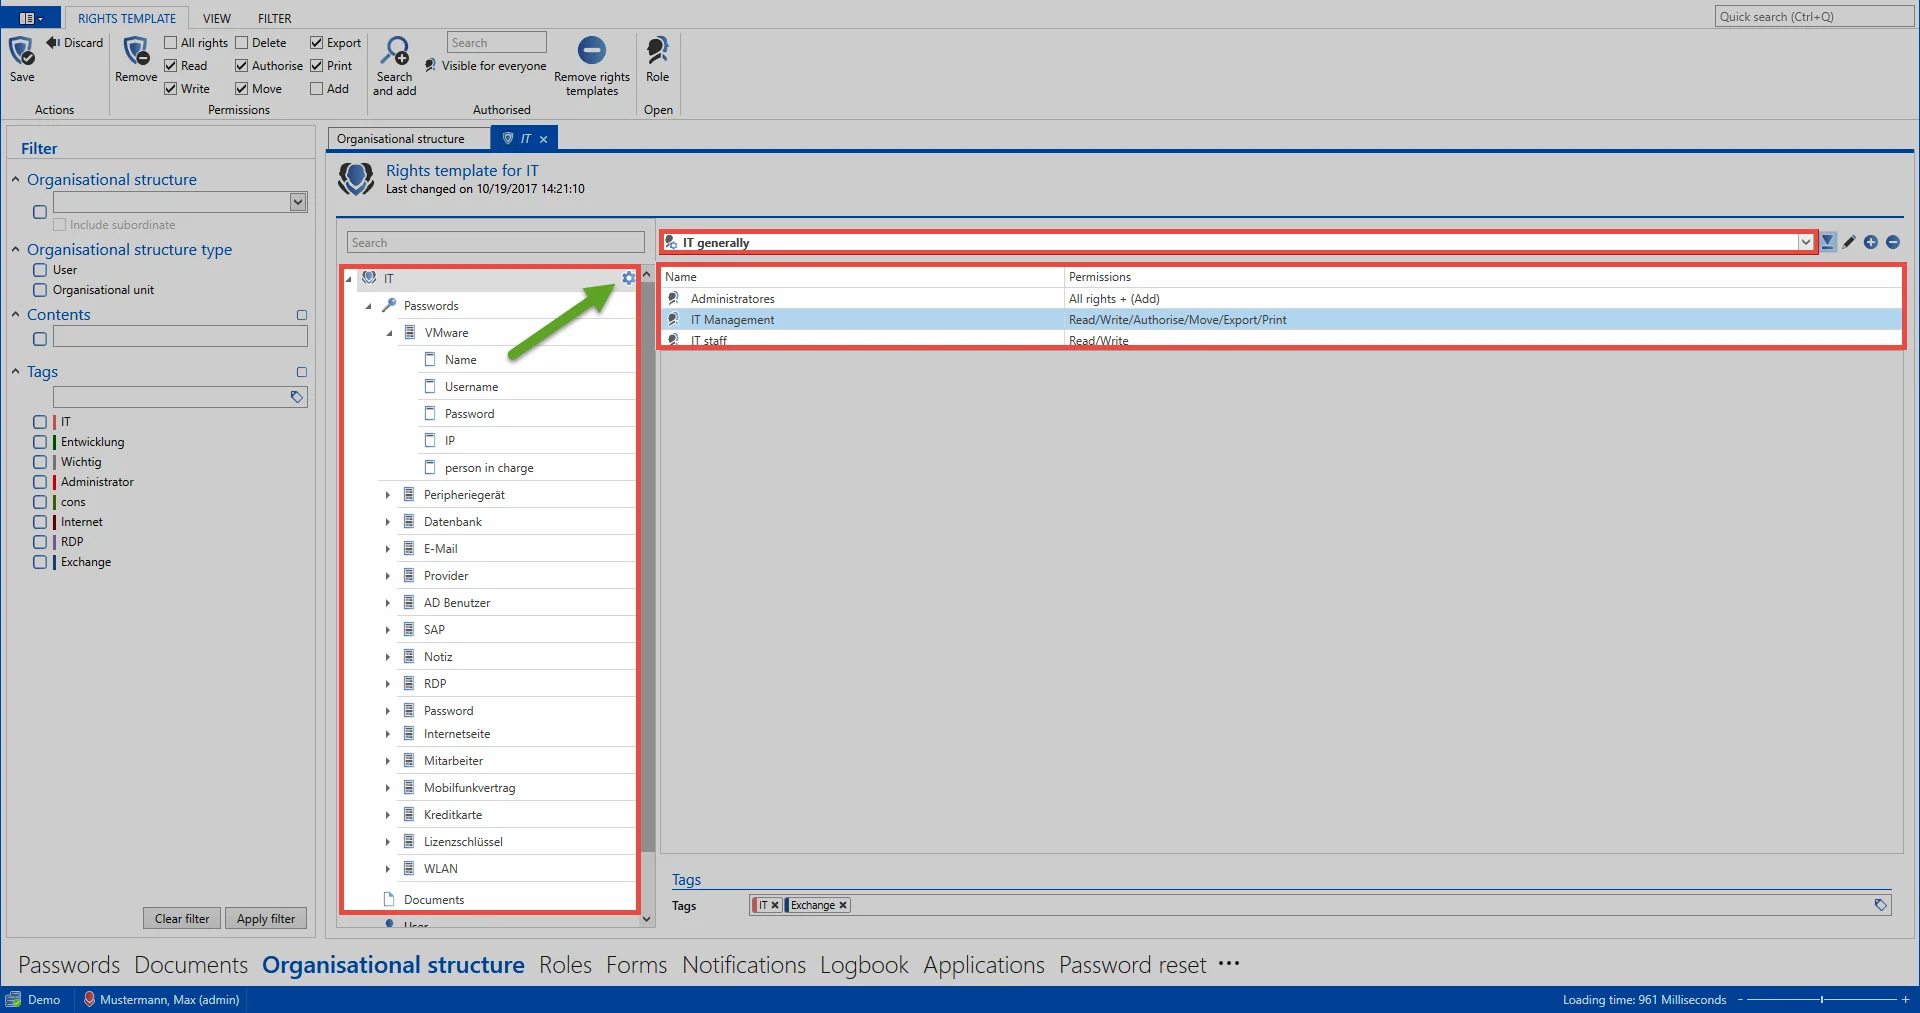 RIGHTS TEMPLATE VIEW FILTER
Quick search (Ctrl+Q)
Save
Discard
Actions
Remove
All rights Delete Export
Read Authorise Print
Write Move Add
Permissions
Search and add
Search
Visible for everyone
Remove rights templates
Authorised
Role
Open
Filter
Organisational structure
Include subordinate
Organisational structure type
User
Organisational unit
Contents
Tags
IT
Entwicklung
Wichtig
Administrator
cons
Internet
RDP
Exchange
Clear filter Apply filter
Organisational structure IT
Rights template for IT
Last changed on 10/19/2017 14:21:10
Search
IT
Passwords
VMware
Name
Username
Password
IP
person in charge
Peripheriegerät
Datenbank
E-Mail
Provider
AD Benutzer
SAP
Notiz
RDP
Password
Internetseite
Mitarbeiter
Mobilfunkvertrag
Kreditkarte
Lizenzschlüssel
WLAN
Documents
User
IT generally
Name Permissions
Administratores All rights + (Add)
IT Management Read/Write/Authorise/Move/Export/Print
IT staff Read/Write
Tags
Tags IT Exchange
Passwords Documents Organisational structure Roles Forms Notifications Logbook Applications Password reset •••
Demo Mustermann, Max (admin) Loading time: 961 Milliseconds - +